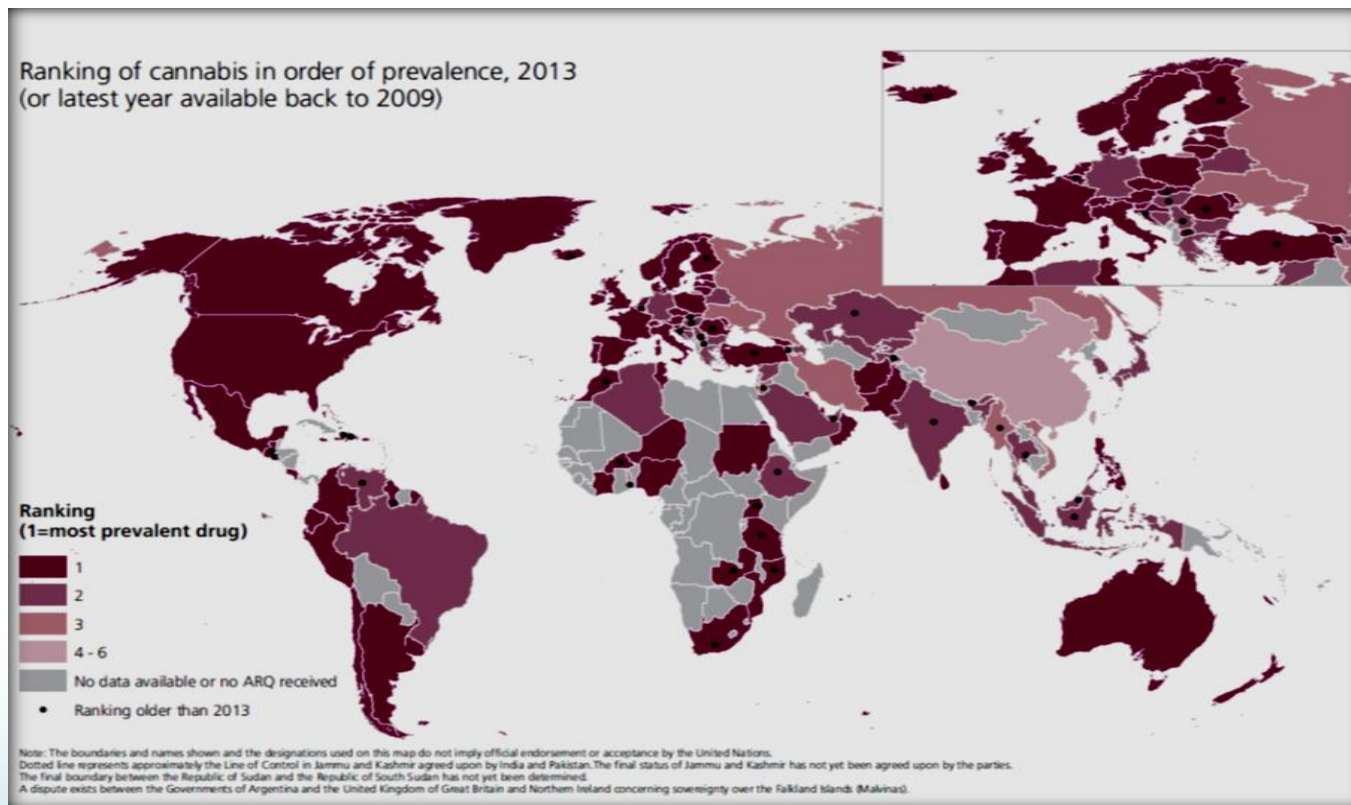 Ranking of cannabis in order of prevalence, 2013
(or latest year available back to 2009)
Ranking
(1=most prevalent drug)
1
2
3
4 - 6
No data available or no ARQ received
Ranking older than 2013
Note: The boundaries and names shown and the designations used on this map do not imply official endorsement or acceptance by the United Nations.
Dotted line represents approximately the Line of Control in Jammu and Kashmir agreed upon by India and Pakistan.The final status of Jammu and Kashmir has not yet been agreed upon by the parties.
The final boundary between the Republic of Sudan and the Republic of South Sudan has not yet been determined.
A dispute exists between the Governments of Argentina and the United Kingdom of Great Britain and Northern Ireland concerning sovereignty over the Falkland Islands (Malvinas).